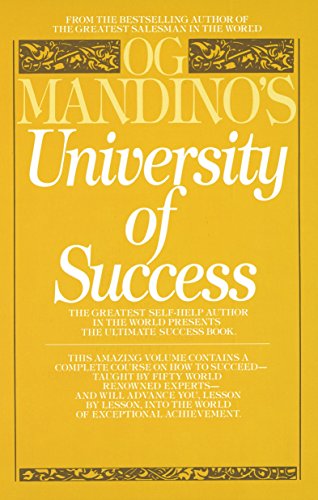 FROM THE BESTSELLING AUTHOR OF
THE GREATEST SALESMAN IN THE WORLD
OG
MANDINO'S
University
of
Success
THE GREATEST SELF-HELP AUTHOR
IN THE WORLD PRESENTS
THE ULTIMATE SUCCESS BOOK.
THIS AMAZING VOLUME CONTAINS A
COMPLETE COURSE ON HOW TO SUCCEED—
TAUGHT BY FIFTY WORLD
RENOWNED EXPERTS—
AND WILL ADVANCE YOU, LESSON
BY LESSON, INTO THE WORLD
OF EXCEPTIONAL ACHIEVEMENT.